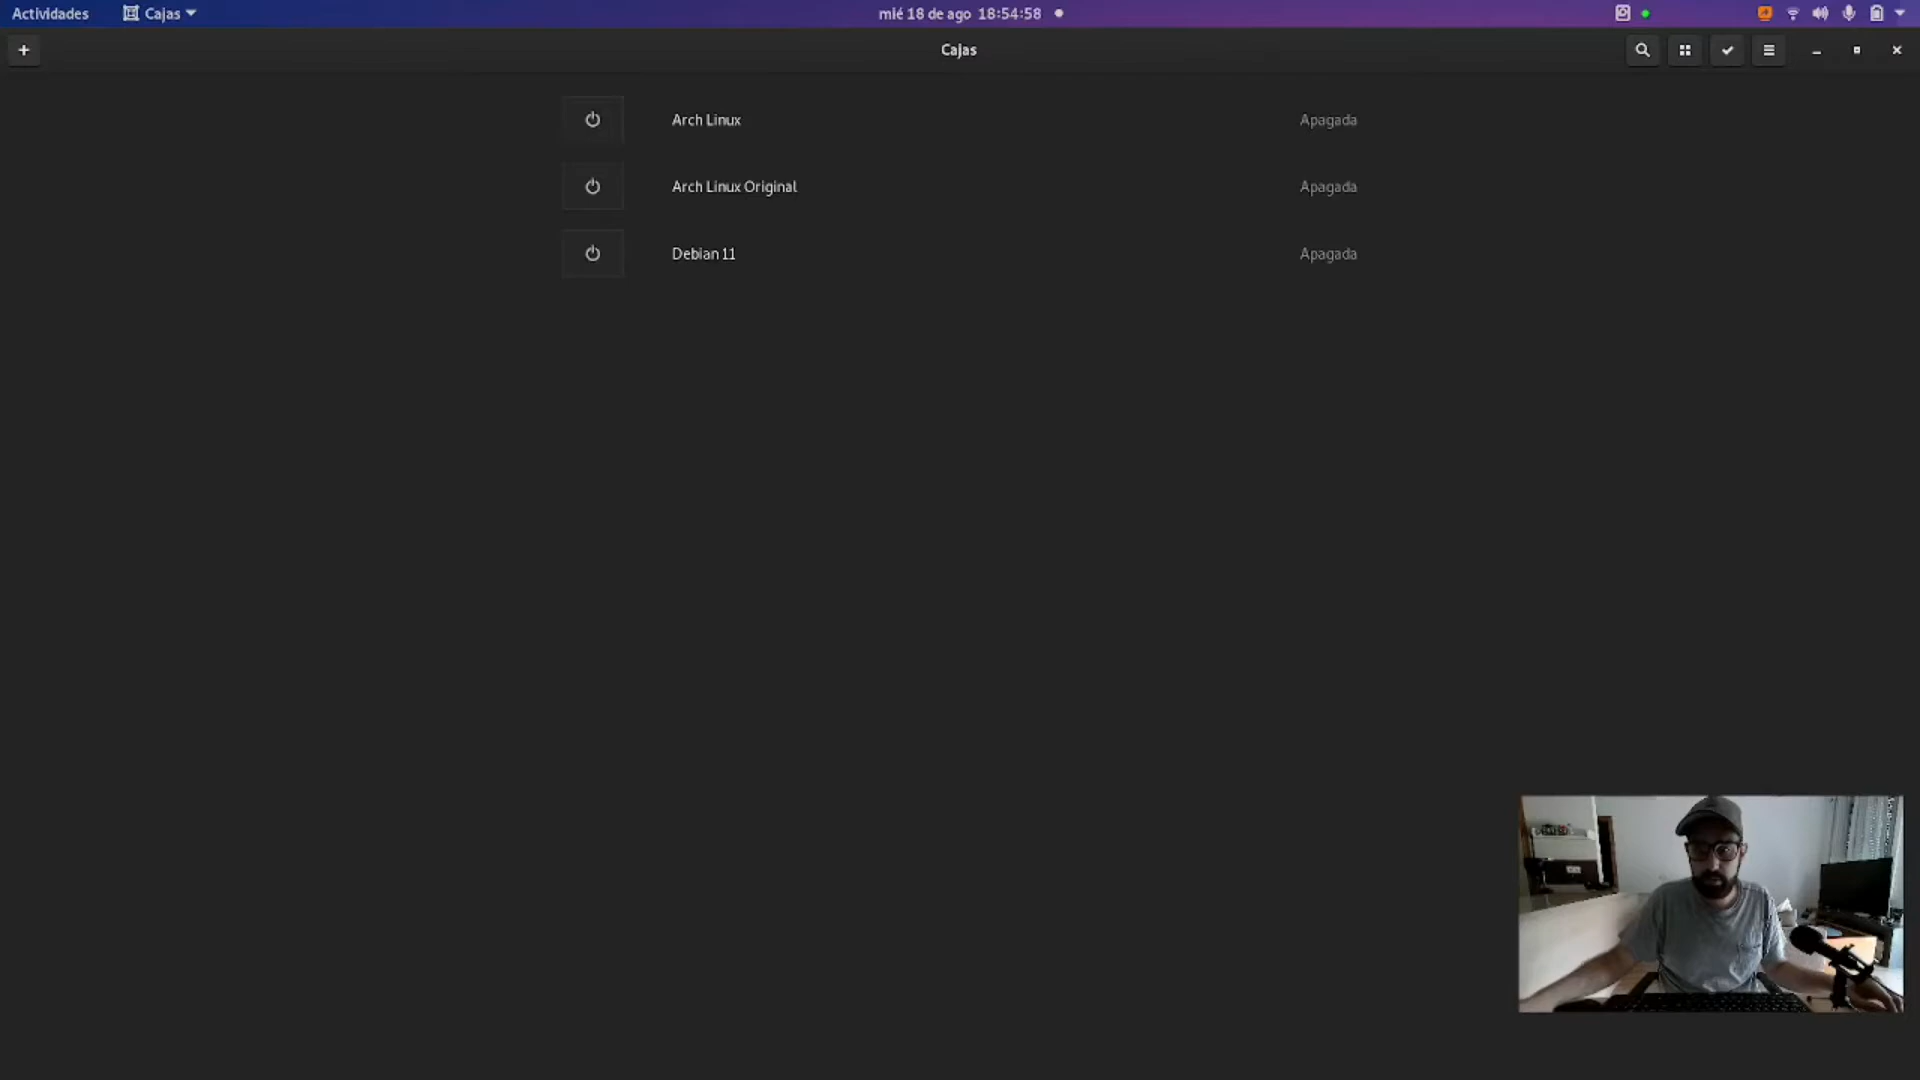 Actividades Cajas mié 18 de ago 18:54:58
Cajas
Arch Linux Apagada
Arch Linux Original Apagada
Debian 11 Apagada